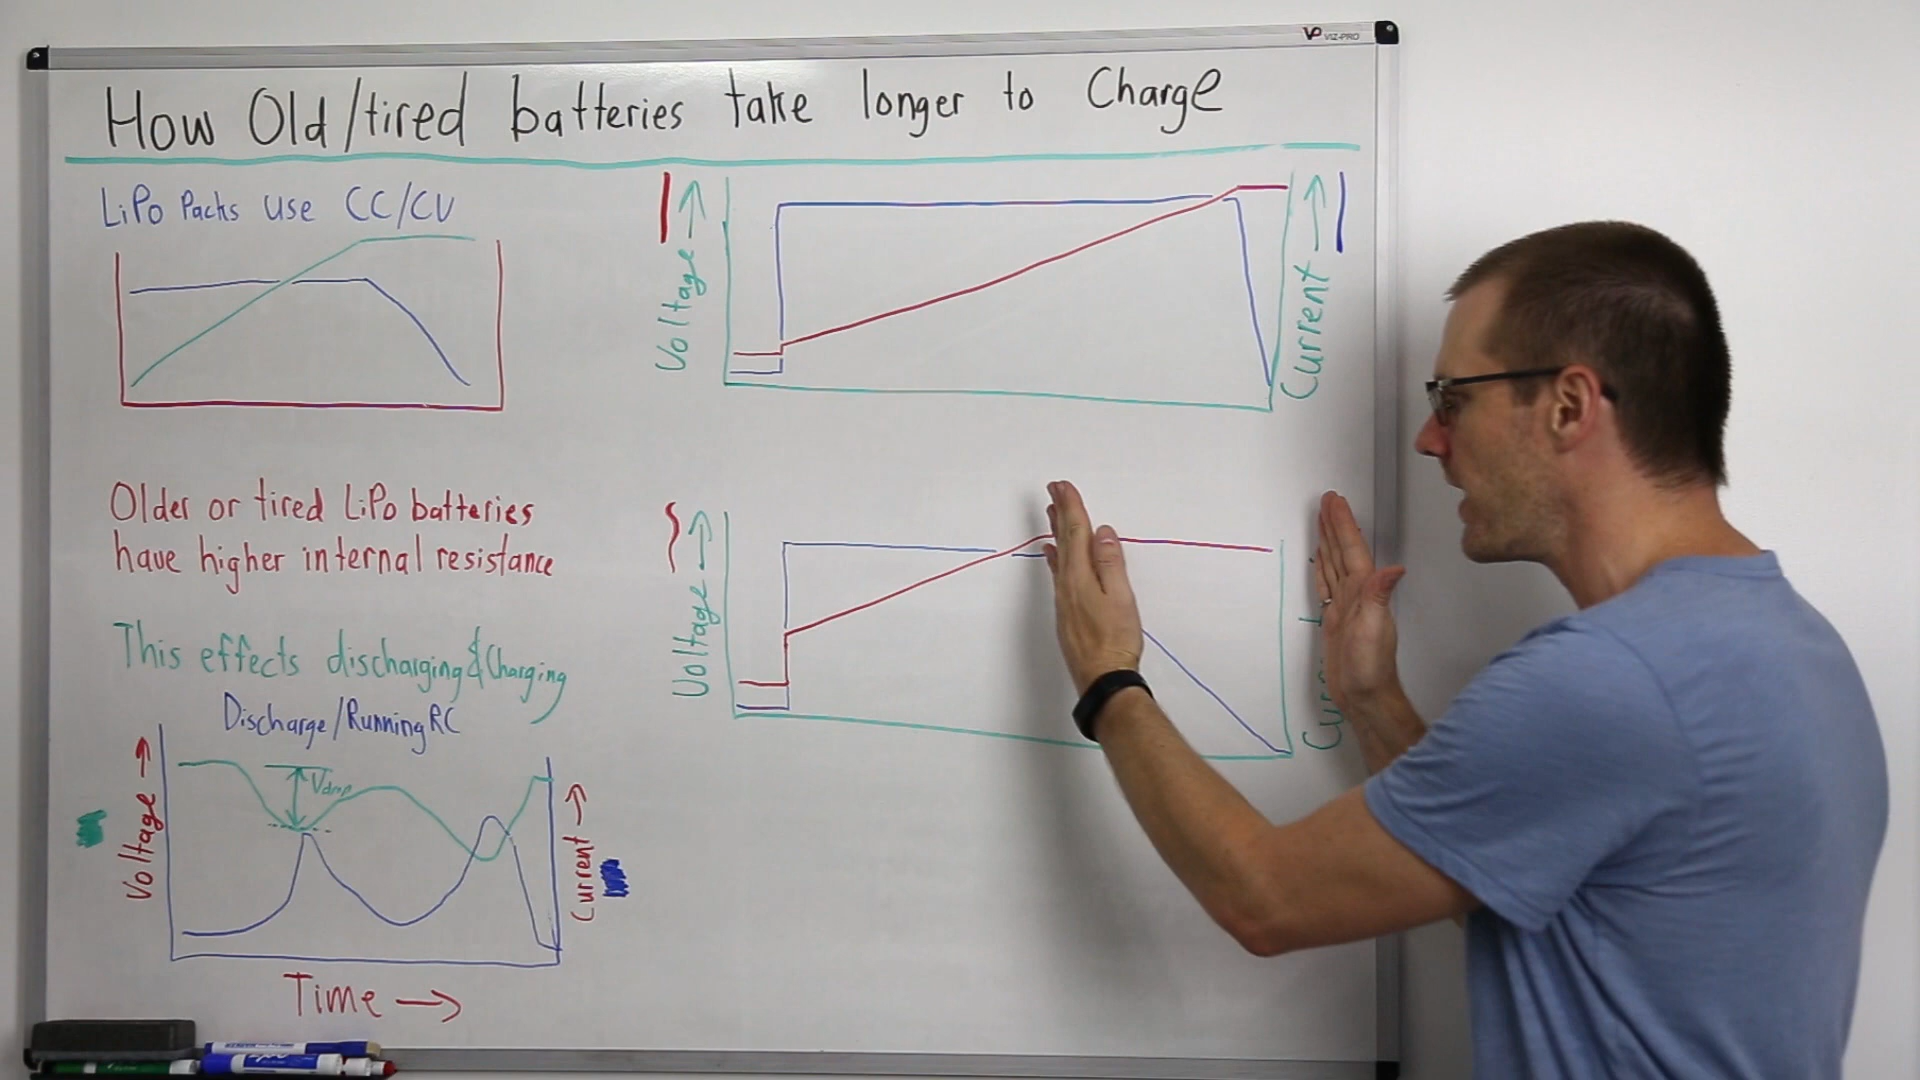 VP VIZ-PRO
How Old/tired batteries take longer to Charge
LiPo Packs use CC/CV
Voltage →
Current →
Older or tired LiPo batteries
have higher internal resistance
Voltage →
This effects discharging & Charging
Discharge/Running RC
Voltage →
Vdrop
Current →
Time →